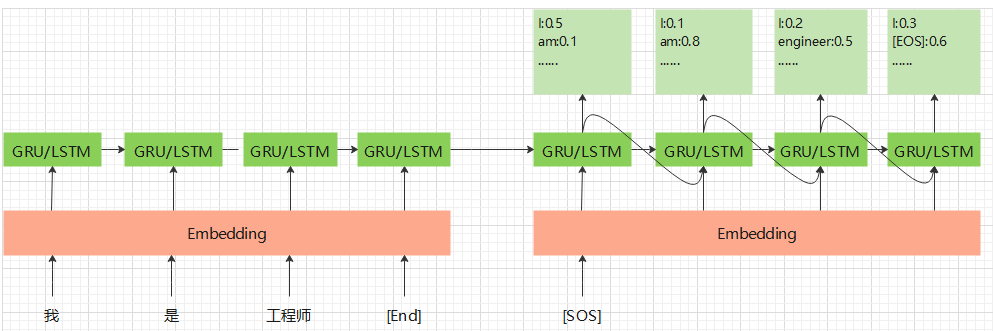 I:0.5
am:0.1
......
I:0.1
am:0.8
......
I:0.2
engineer:0.5
......
I:0.3
[EOS]:0.6
......
GRU/LSTM
GRU/LSTM
GRU/LSTM
GRU/LSTM
GRU/LSTM
GRU/LSTM
GRU/LSTM
GRU/LSTM
Embedding
Embedding
我
是
工程师
[End]
[SOS]